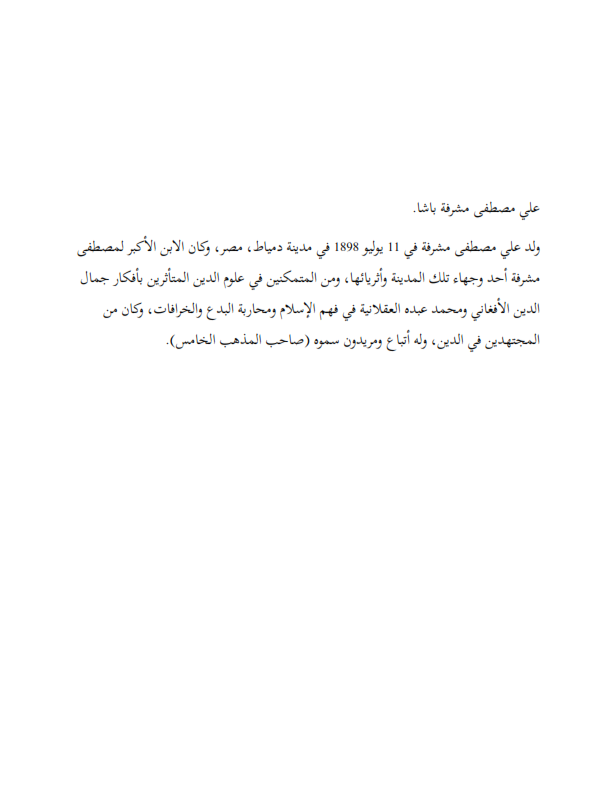 علي مصطفى مشرفة باشا.
ولد علي مصطفى مشرفة في 11 يوليو 1898 في مدينة دمياط، مصر، وكان الابن الأكبر لمصطفى
مشرفة أحد وجهاء تلك المدينة وأثريائها، ومن المتمكنين في علوم الدين المتأثرين بأفكار جمال
الدين الأفغاني ومحمد عبده العقلانية في فهم الإسلام ومحاربة البدع والخرافات، وكان من
المجتهدين في الدين، وله أتباع ومريدون سموه (صاحب المذهب الخامس).